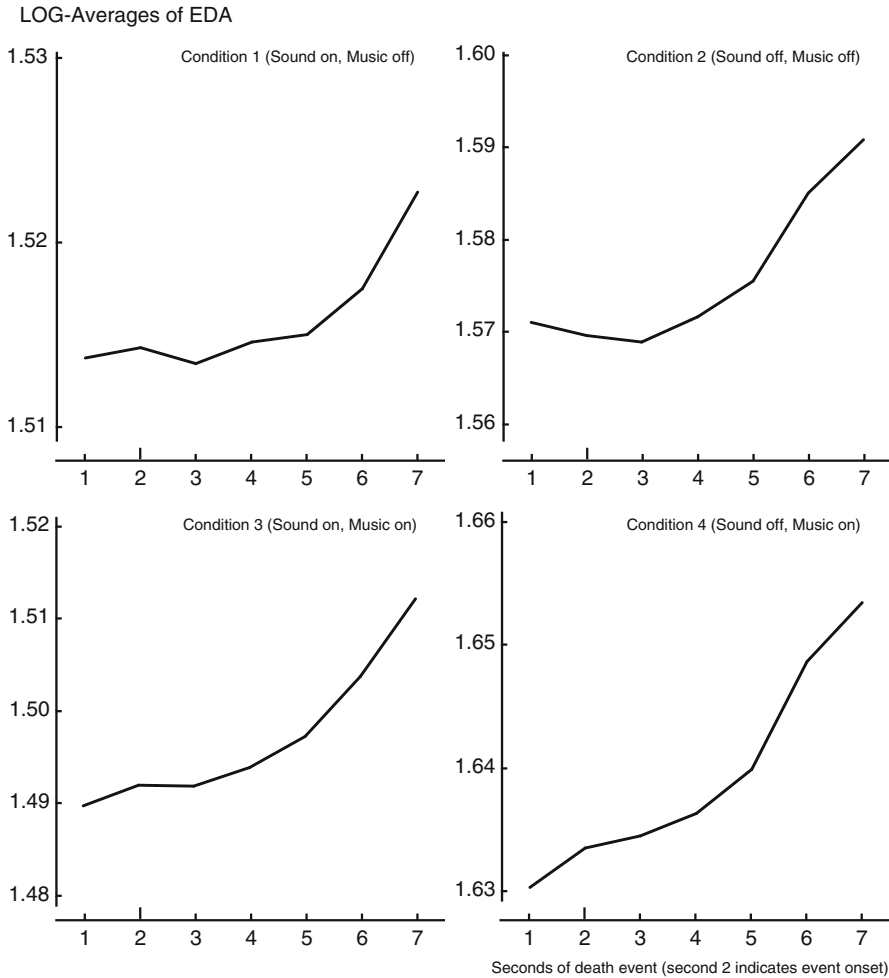 LOG-Averages of EDA
Condition 1 (Sound on, Music off)
1.53
1.52
1.51
1 2 3 4 5 6 7
Condition 2 (Sound off, Music off)
1.60
1.59
1.58
1.57
1.56
1 2 3 4 5 6 7
Condition 3 (Sound on, Music on)
1.52
1.51
1.50
1.49
1.48
1 2 3 4 5 6 7
Condition 4 (Sound off, Music on)
1.66
1.65
1.64
1.63
1 2 3 4 5 6 7
Seconds of death event (second 2 indicates event onset)